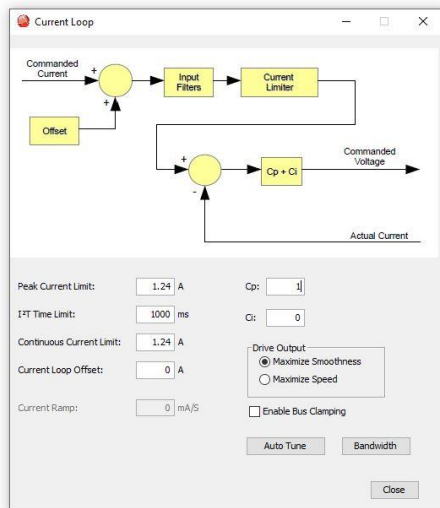 Current Loop
Commanded
Current
+
+
Offset
Input
Filters
Current
Limiter
+
-
Cp + Ci
Commanded
Voltage
Actual Current
Peak Current Limit: 1.24 A
Cp: 1
I²T Time Limit: 1000 ms
Ci: 0
Continuous Current Limit: 1.24 A
Current Loop Offset: 0 A
Current Ramp: 0 mA/S
Drive Output
Maximize Smoothness
Maximize Speed
Enable Bus Clamping
Auto Tune
Bandwidth
Close